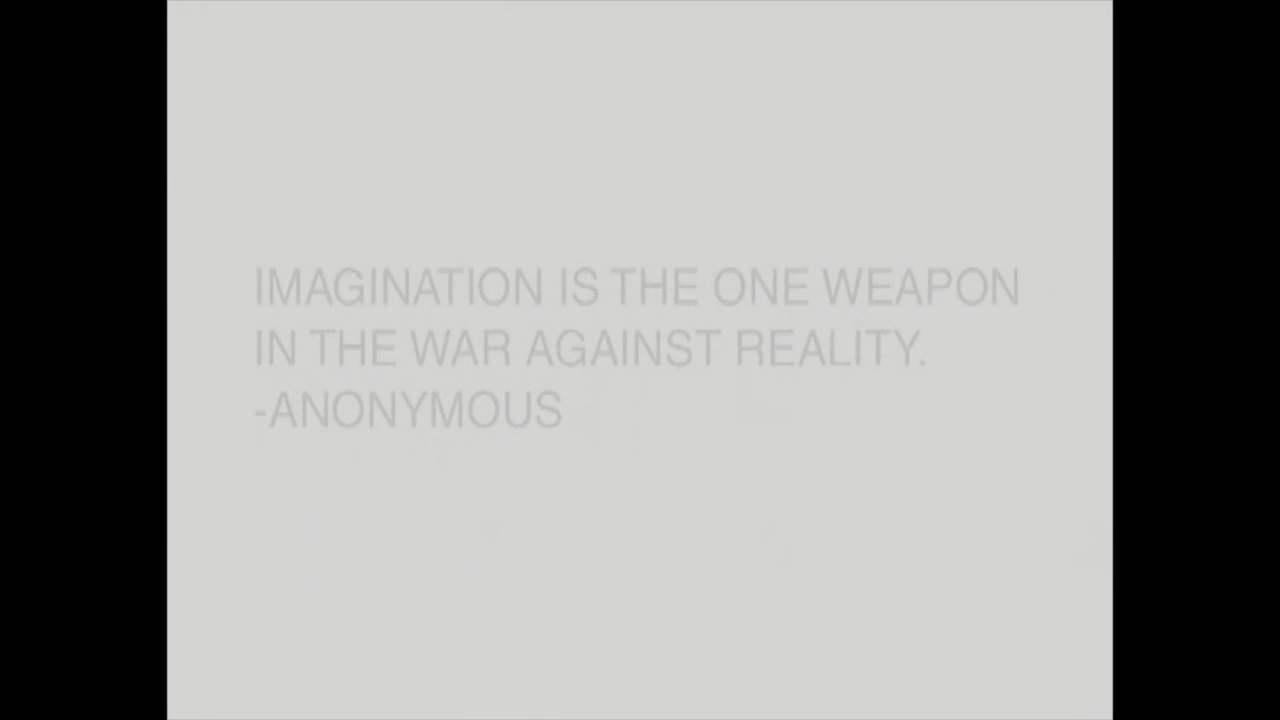 IMAGINATION IS THE ONE WEAPON
IN THE WAR AGAINST REALITY.
-ANONYMOUS